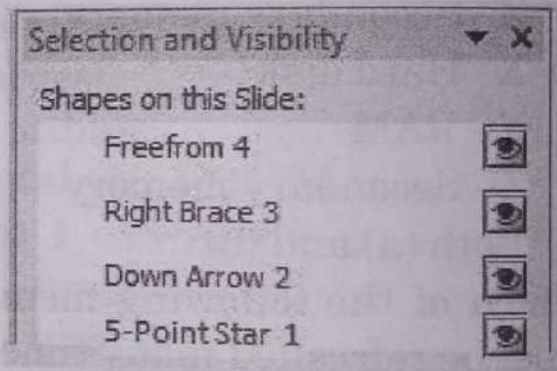 Selection and Visibility
Shapes on this Slide:
Freefrom 4
Right Brace 3
Down Arrow 2
5-Point Star 1